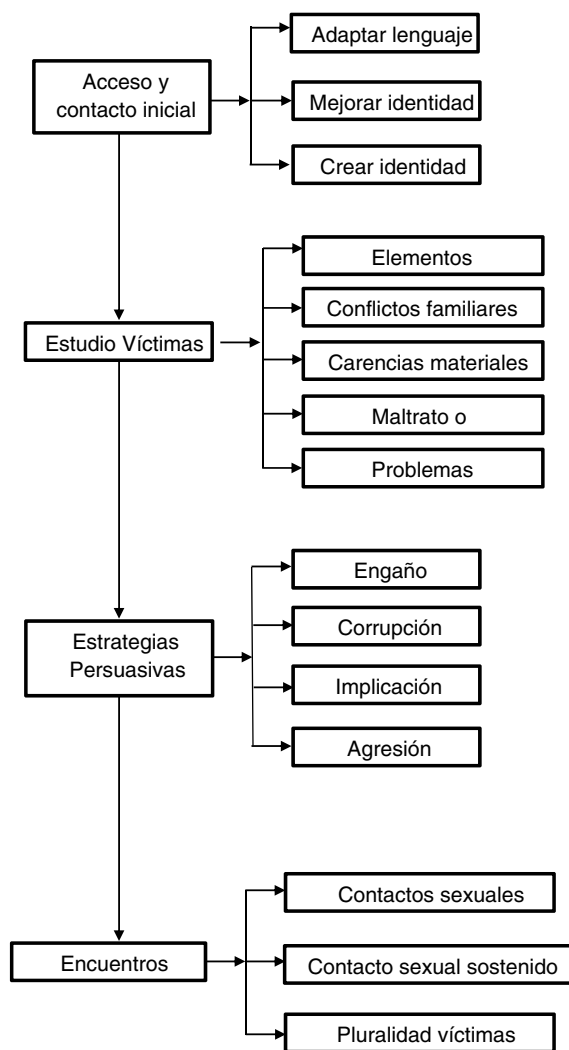 Acceso y
contacto inicial
Adaptar lenguaje
Mejorar identidad
Crear identidad
Estudio Víctimas
Elementos
Conflictos familiares
Carencias materiales
Maltrato o
Problemas
Estrategias
Persuasivas
Engaño
Corrupción
Implicación
Agresión
Encuentros
Contactos sexuales
Contacto sexual sostenido
Pluralidad víctimas